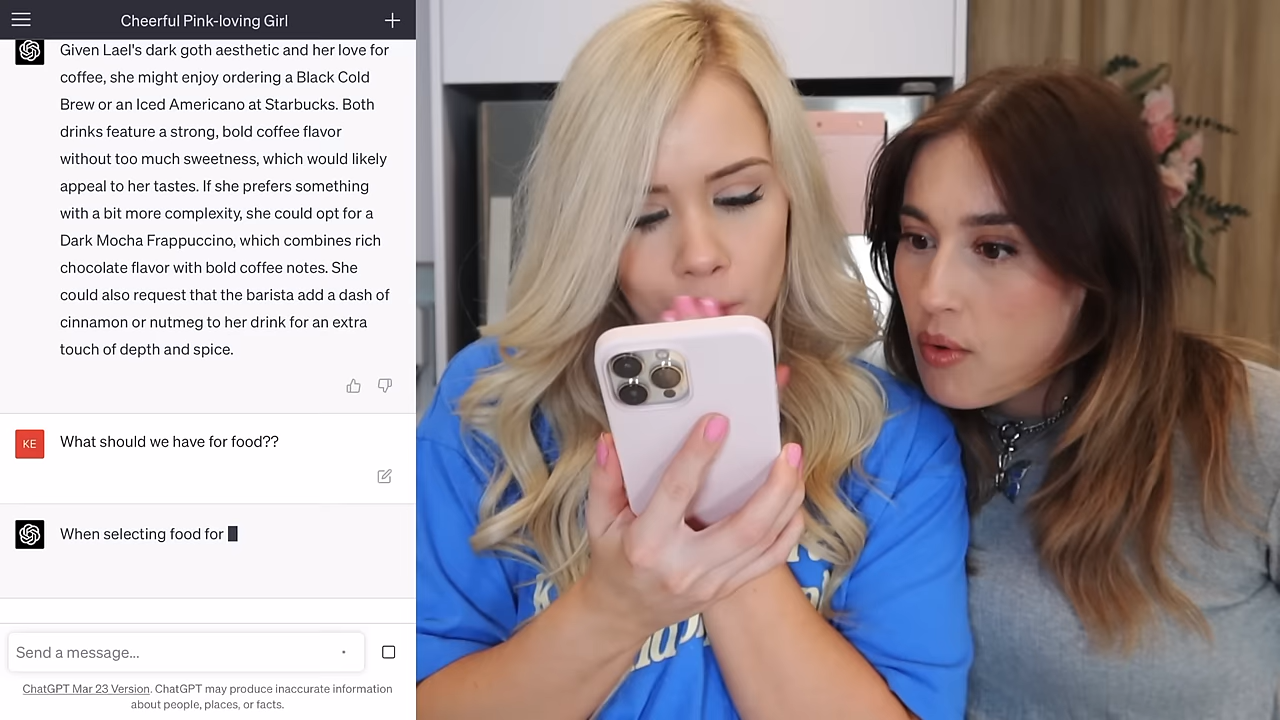 Cheerful Pink-loving Girl
Given Lael's dark goth aesthetic and her love for
coffee, she might enjoy ordering a Black Cold
Brew or an Iced Americano at Starbucks. Both
drinks feature a strong, bold coffee flavor
without too much sweetness, which would likely
appeal to her tastes. If she prefers something
with a bit more complexity, she could opt for a
Dark Mocha Frappuccino, which combines rich
chocolate flavor with bold coffee notes. She
could also request that the barista add a dash of
cinnamon or nutmeg to her drink for an extra
touch of depth and spice.
KE
What should we have for food??
When selecting food for
Send a message...
ChatGPT Mar 23 Version. ChatGPT may produce inaccurate information
about people, places, or facts.